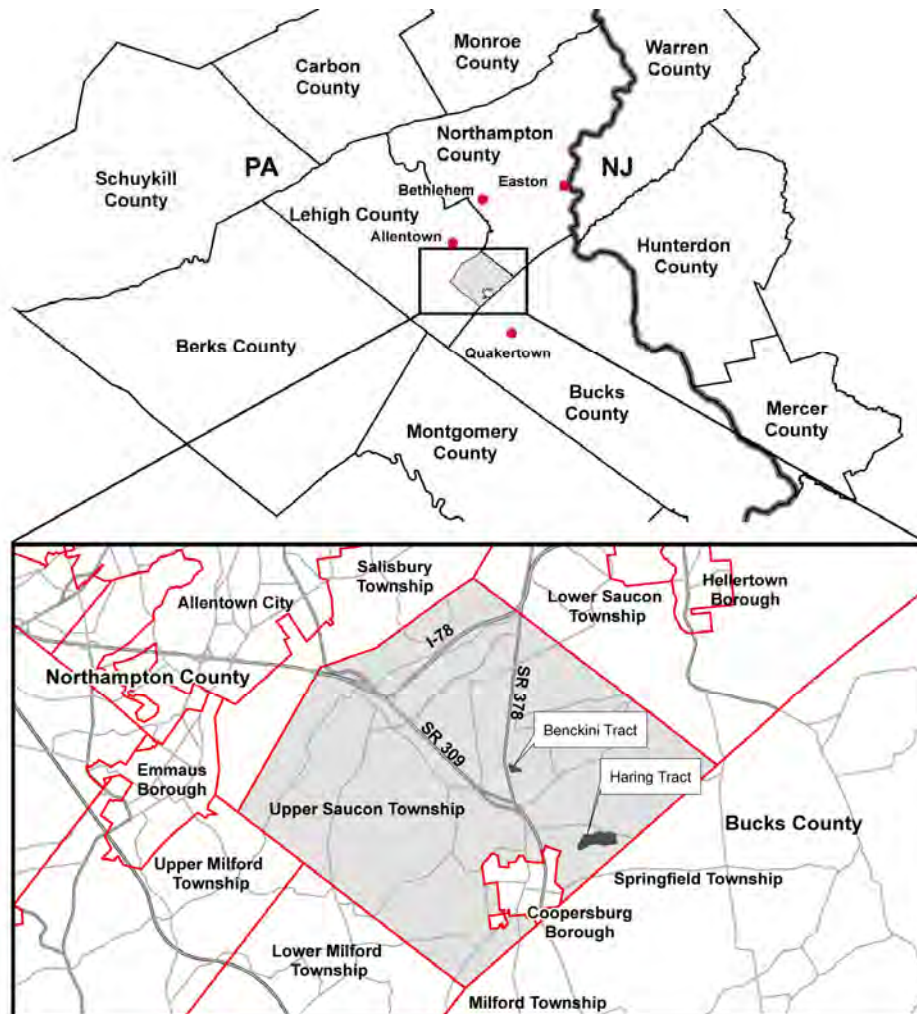 Monroe
County
Warren
County
Carbon
County
Northampton
County
PA
NJ
Schuykill
County
Bethlehem
Easton
Lehigh County
Allentown
Hunterdon
County
Berks County
Quakertown
Bucks
County
Mercer
County
Montgomery
County
Salisbury
Township
Hellertown
Borough
Lower Saucon
Township
Allentown City
I-78
Northampton County
SR 378
Benckini Tract
SR 309
Emmaus
Borough
Haring Tract
Upper Saucon Township
Bucks County
Upper Milford
Township
Springfield Township
Coopersburg
Borough
Lower Milford
Township
Milford Township